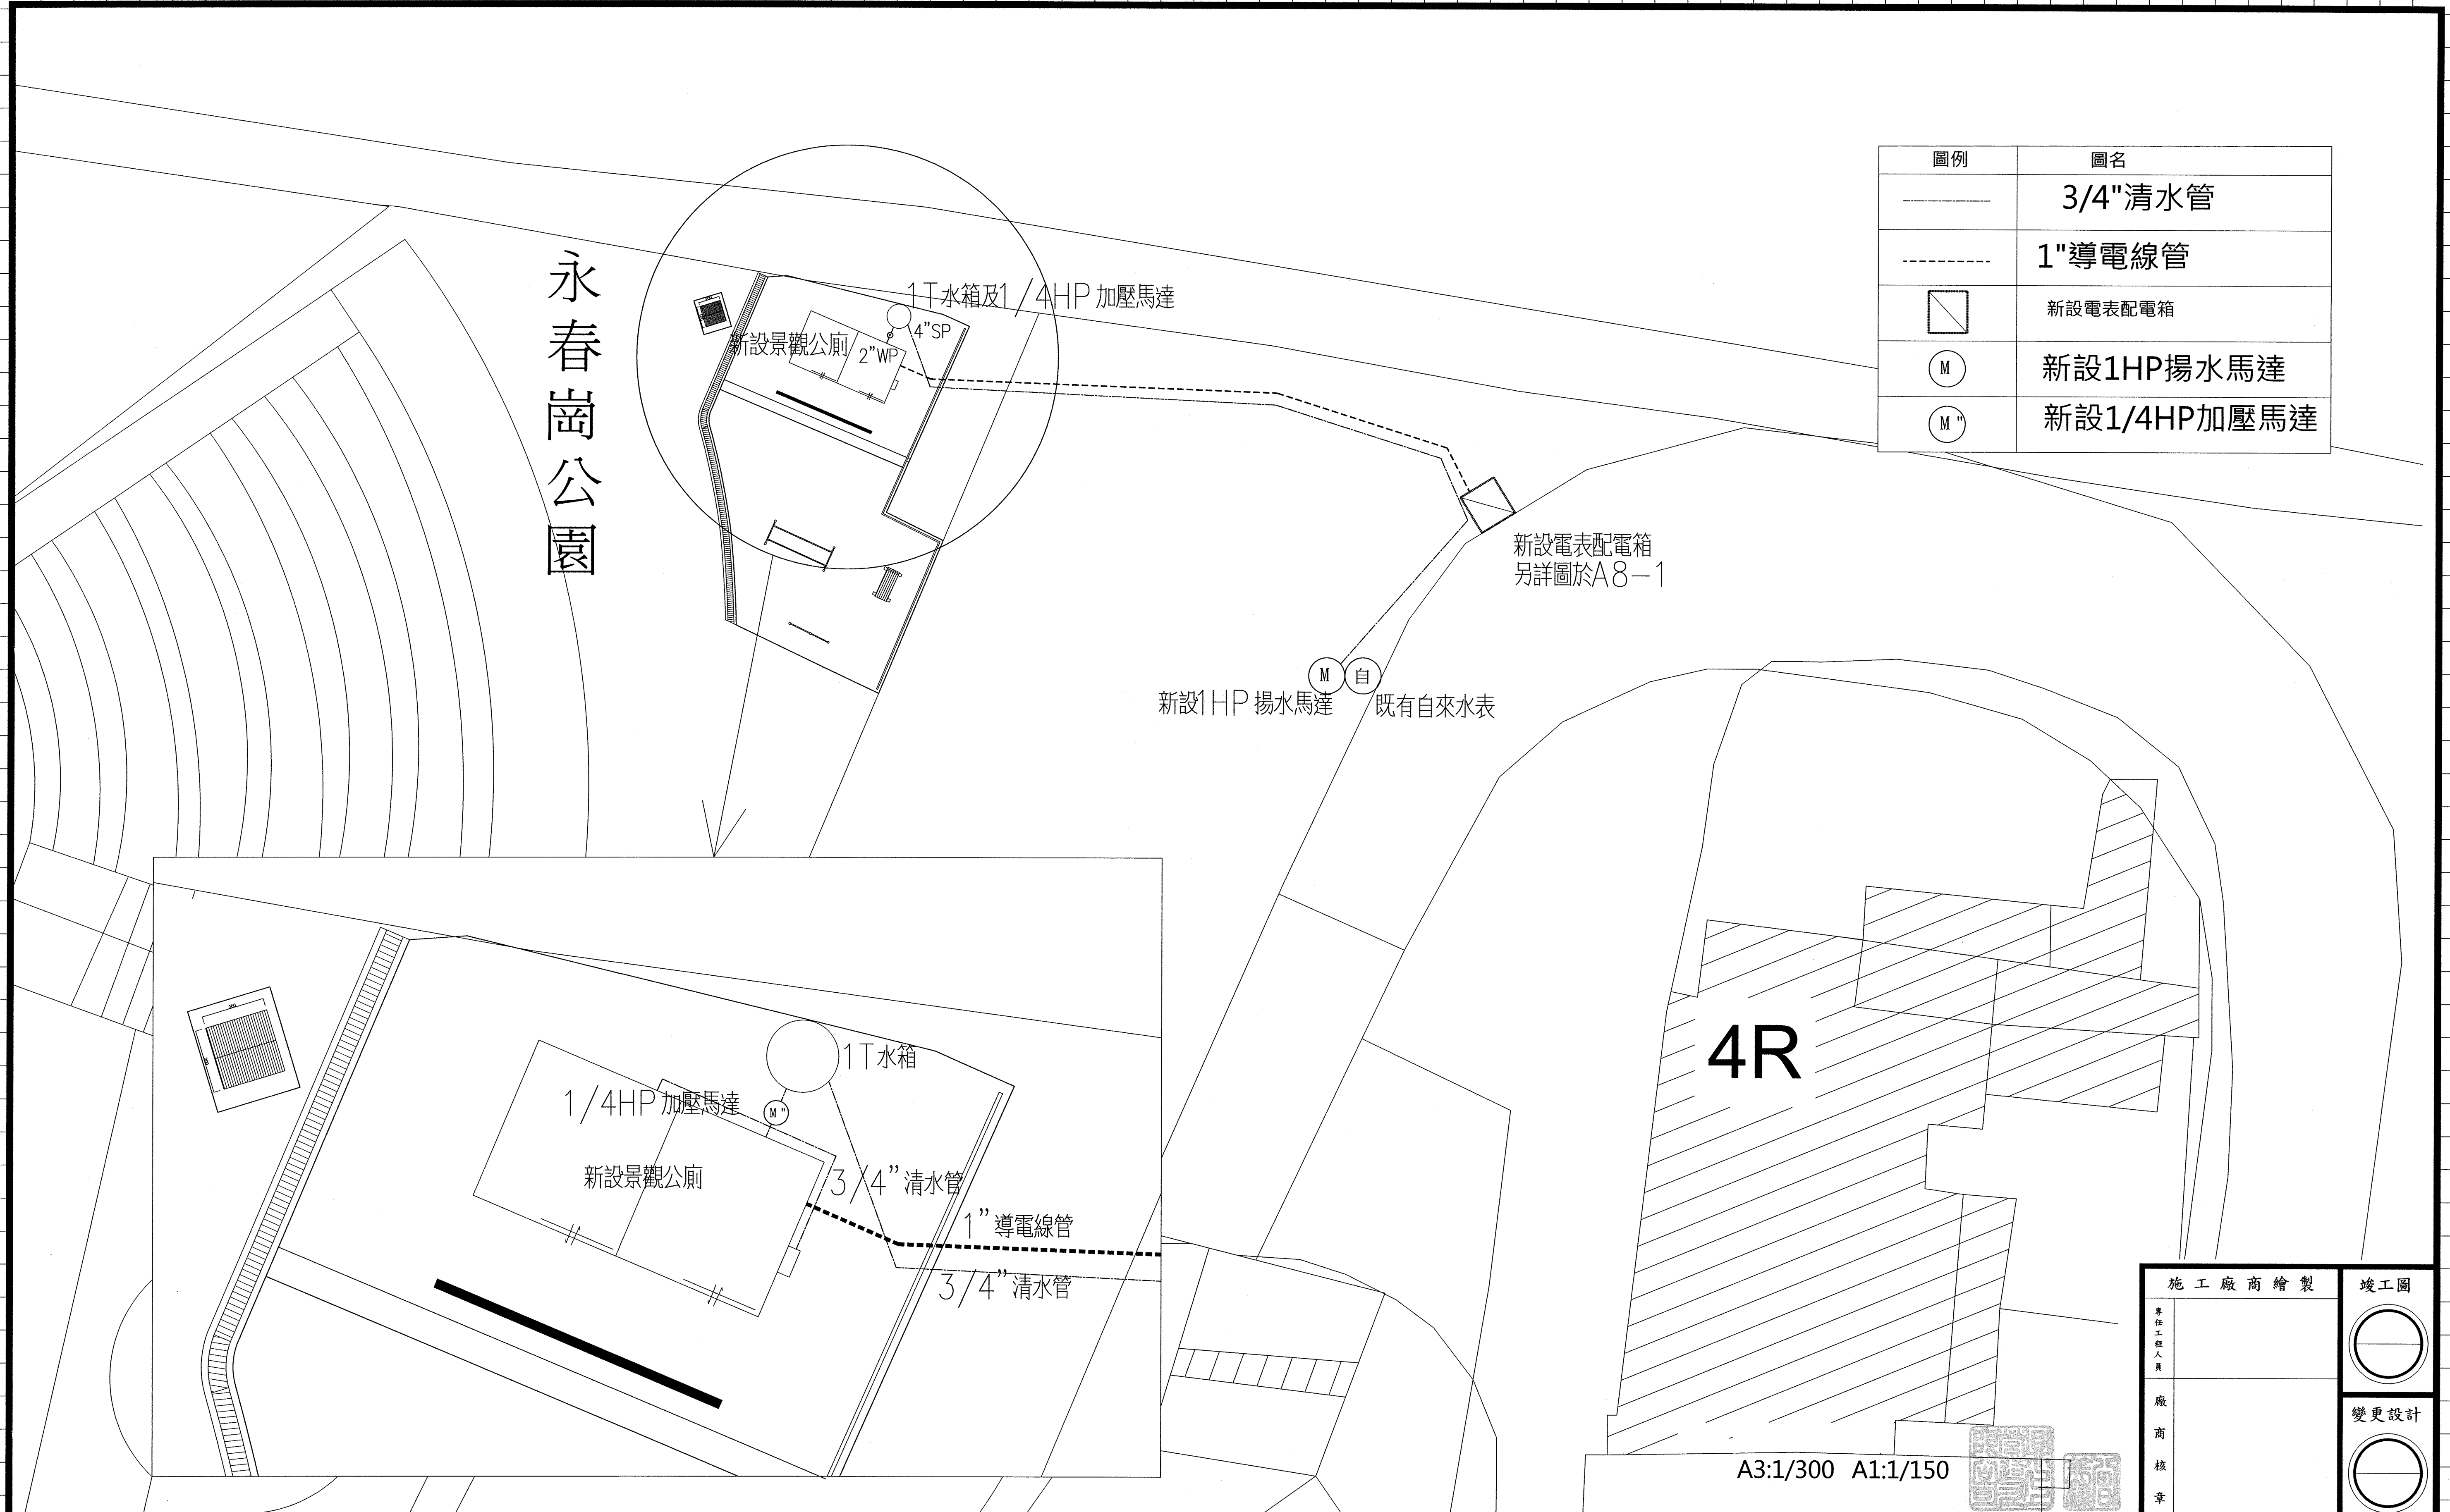 永春崗公園
圖例 圖名
3/4"清水管
1"導電線管
新設電表配電箱
M 新設1HP揚水馬達
M" 新設1/4HP加壓馬達
1T水箱及1/4HP加壓馬達
4"SP
新設景觀公廁
2"WP
新設電表配電箱
另詳圖於A8-1
M 自
新設1HP揚水馬達
既有自來水表
1T水箱
1/4HP加壓馬達
M"
新設景觀公廁
3/4"清水管
1"導電線管
3/4"清水管
4R
A3:1/300 A1:1/150
施工廠商繪製
專任工程人員
廠商核章
竣工圖
變更設計